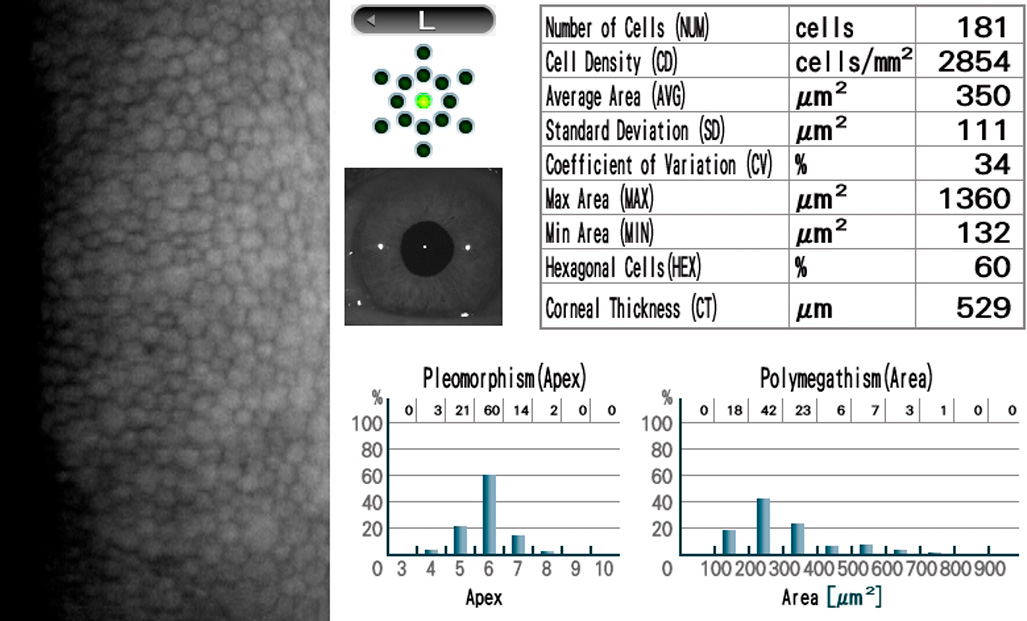 L
Number of Cells (NUM) cells 181
Cell Density (CD) cells/mm² 2854
Average Area (AVG) μm² 350
Standard Deviation (SD) μm² 111
Coefficient of Variation (CV) % 34
Max Area (MAX) μm² 1360
Min Area (MIN) μm² 132
Hexagonal Cells(HEX) % 60
Corneal Thickness (CT) μm 529
Pleomorphism(Apex)
%
0 3 21 60 14 2 0 0
100
80
60
40
20
0 3 4 5 6 7 8 9 10
Apex
Polymegathism(Area)
%
0 18 42 23 6 7 3 1 0 0
100
80
60
40
20
0 100 200 300 400 500 600 700 800 900
Area [μm²]